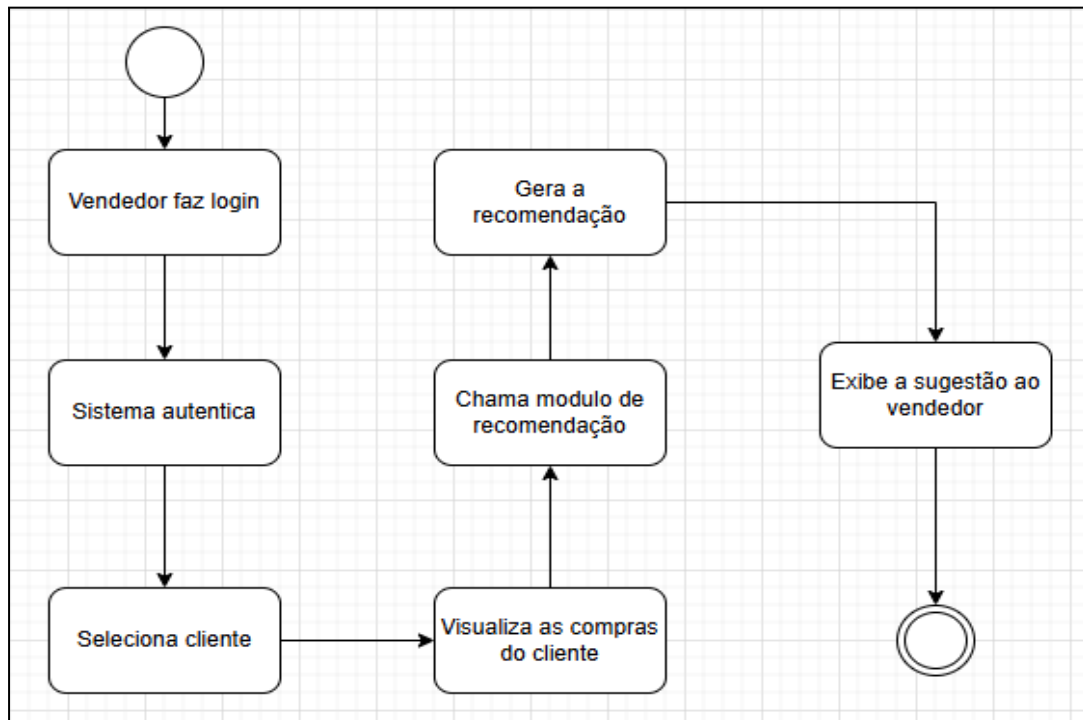 Vendedor faz login
Sistema autentica
Seleciona cliente
Visualiza as compras
do cliente
Chama modulo de
recomendação
Gera a
recomendação
Exibe a sugestão ao
vendedor